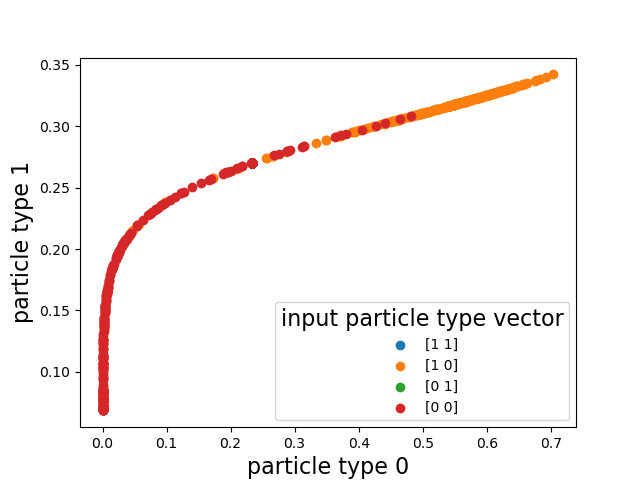 0.35
0.30
0.25
0.20
0.15
0.10
particle type 1
input particle type vector
[1 1]
[1 0]
[0 1]
[0 0]
0.0 0.1 0.2 0.3 0.4 0.5 0.6 0.7
particle type 0